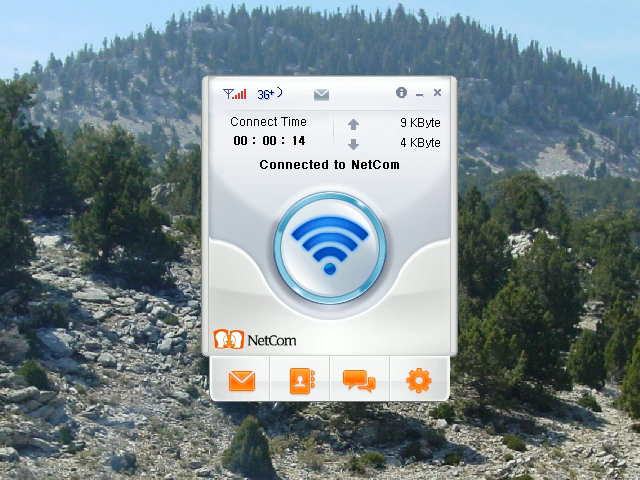 3G+
Connect Time
00 : 00 : 14
9 KByte
4 KByte
Connected to NetCom
NetCom